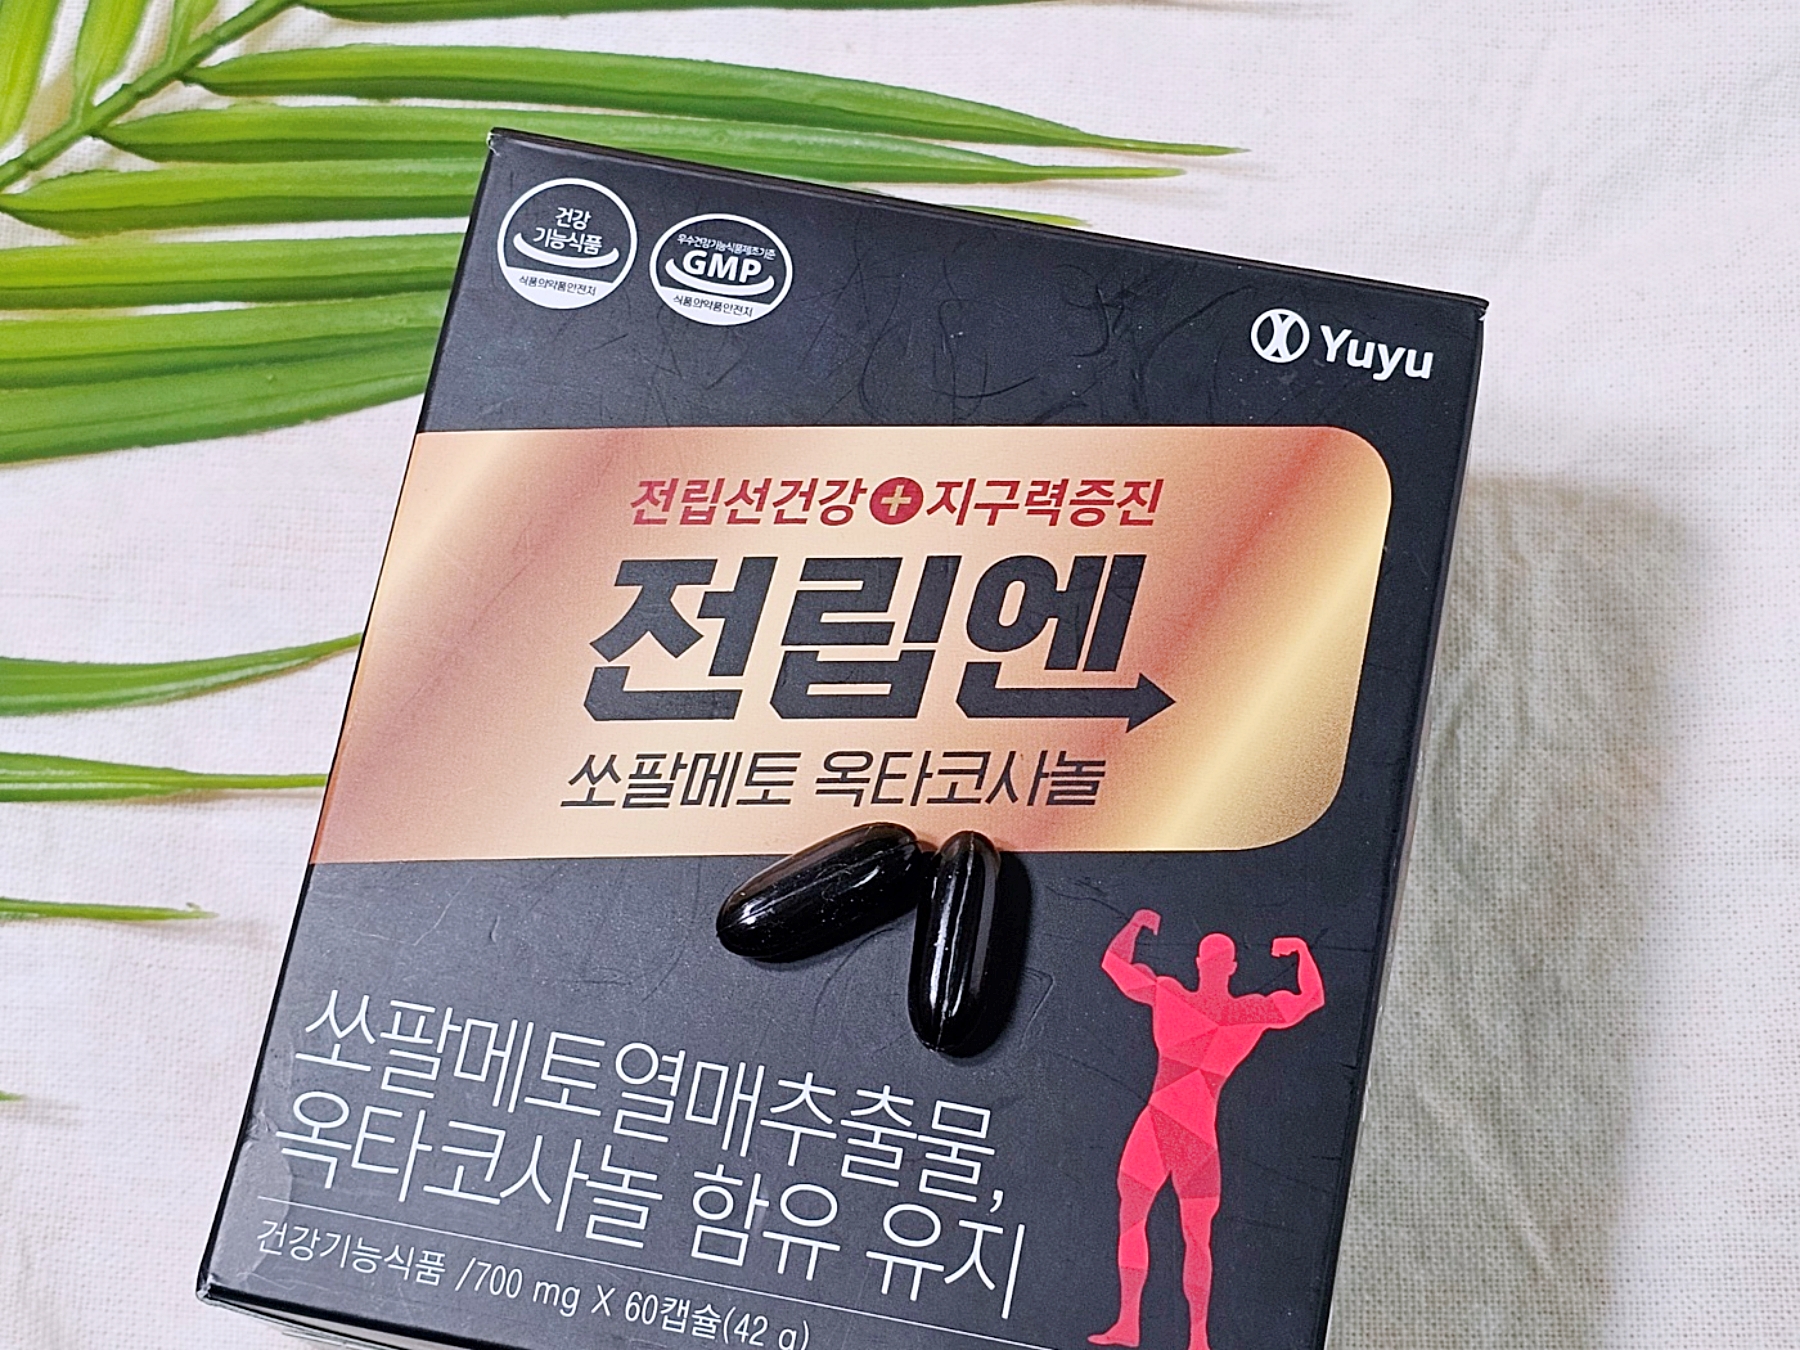 건강
기능식품
식품의약품안전처
우수건강기능식품제조기준
GMP
식품의약품안전처
Yuyu
전립선건강+지구력증진
전립엔
쏘팔메토 옥타코사놀
쏘팔메토열매추출물,
옥타코사놀 함유 유지
건강기능식품 /700 mg X 60캡슐(42 g)